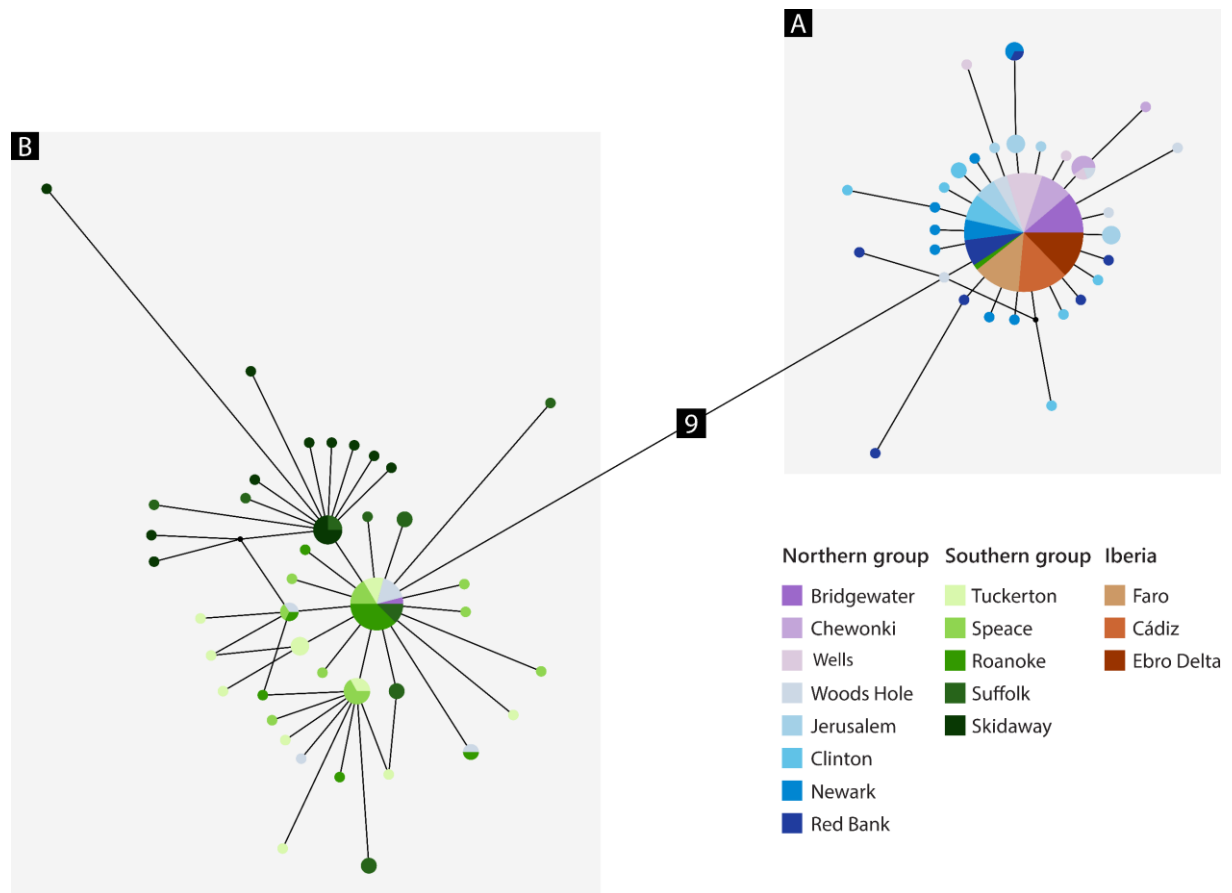 A
B
9
Northern group Southern group Iberia
Bridgewater Tuckerton Faro
Chewonki Speace Cádiz
Wells Roanoke Ebro Delta
Woods Hole Suffolk
Jerusalem Skidaway
Clinton
Newark
Red Bank